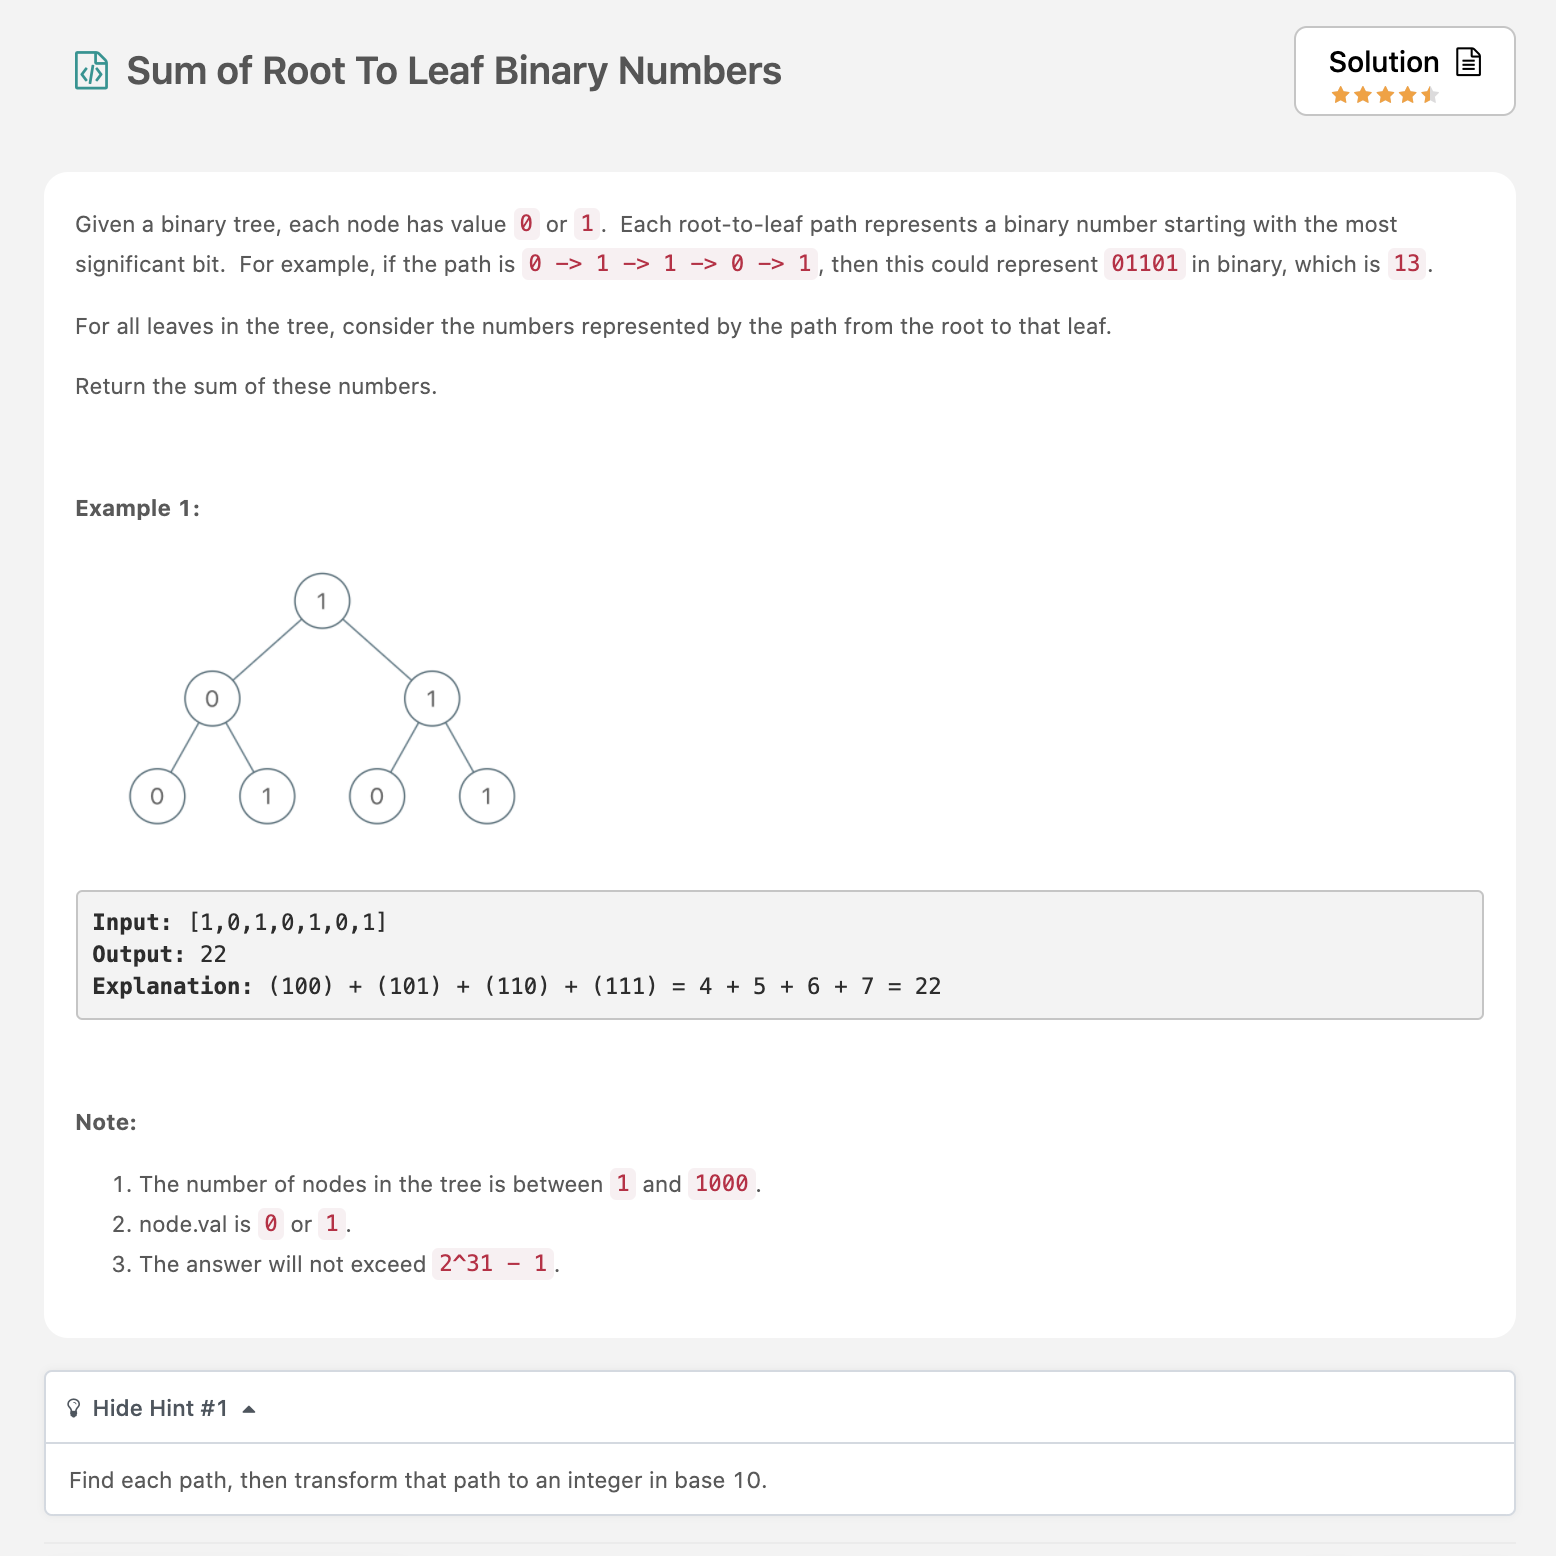 Sum of Root To Leaf Binary Numbers
Solution
Given a binary tree, each node has value 0 or 1. Each root-to-leaf path represents a binary number starting with the most
significant bit. For example, if the path is 0 -> 1 -> 1 -> 0 -> 1, then this could represent 01101 in binary, which is 13.
For all leaves in the tree, consider the numbers represented by the path from the root to that leaf.
Return the sum of these numbers.
Example 1:
1
0 1
0 1 0 1
Input: [1,0,1,0,1,0,1]
Output: 22
Explanation: (100) + (101) + (110) + (111) = 4 + 5 + 6 + 7 = 22
Note:
1. The number of nodes in the tree is between 1 and 1000.
2. node.val is 0 or 1.
3. The answer will not exceed 2^31 - 1.
Hide Hint #1
Find each path, then transform that path to an integer in base 10.